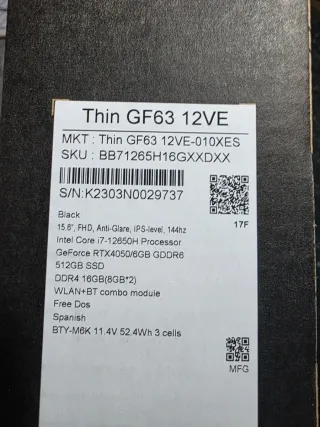 Thin GF63 12VE
MKT : Thin GF63 12VE-010XES
SKU : BB71265H16GXXDXX
S/N:K2303N0029737
17F
Black
15.6", FHD, Anti-Glare, IPS-level, 144hz
Intel Core i7-12650H Processor
GeForce RTX4050/6GB GDDR6
512GB SSD
DDR4 16GB(8GB*2)
WLAN+BT combo module
Free Dos
Spanish
BTY-M6K 11.4V 52.4Wh 3 cells
MFG